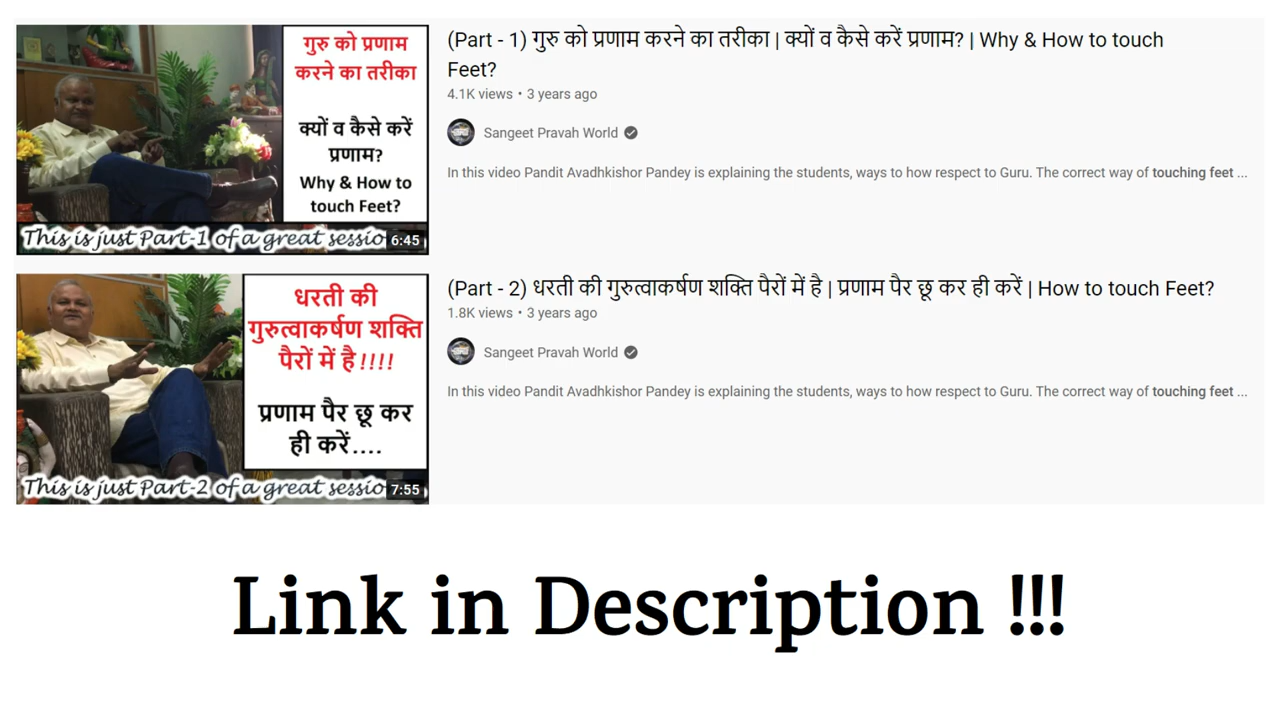 गुरु को प्रणाम
करने का तरीका
क्यों व कैसे करें
प्रणाम?
Why & How to
touch Feet?
This is just Part-1 of a great sessio
6:45
(Part - 1) गुरु को प्रणाम करने का तरीका | क्यों व कैसे करें प्रणाम? | Why & How to touch
Feet?
4.1K views • 3 years ago
Sangeet Pravah World
In this video Pandit Avadhkishor Pandey is explaining the students, ways to how respect to Guru. The correct way of touching feet ...
धरती की
गुरुत्वाकर्षण शक्ति
पैरों में है!!!!
प्रणाम पैर छू कर
ही करें....
This is just Part-2 of a great sessio
7:55
(Part - 2) धरती की गुरुत्वाकर्षण शक्ति पैरों में है | प्रणाम पैर छू कर ही करें | How to touch Feet?
1.8K views • 3 years ago
Sangeet Pravah World
In this video Pandit Avadhkishor Pandey is explaining the students, ways to how respect to Guru. The correct way of touching feet ...
Link in Description !!!